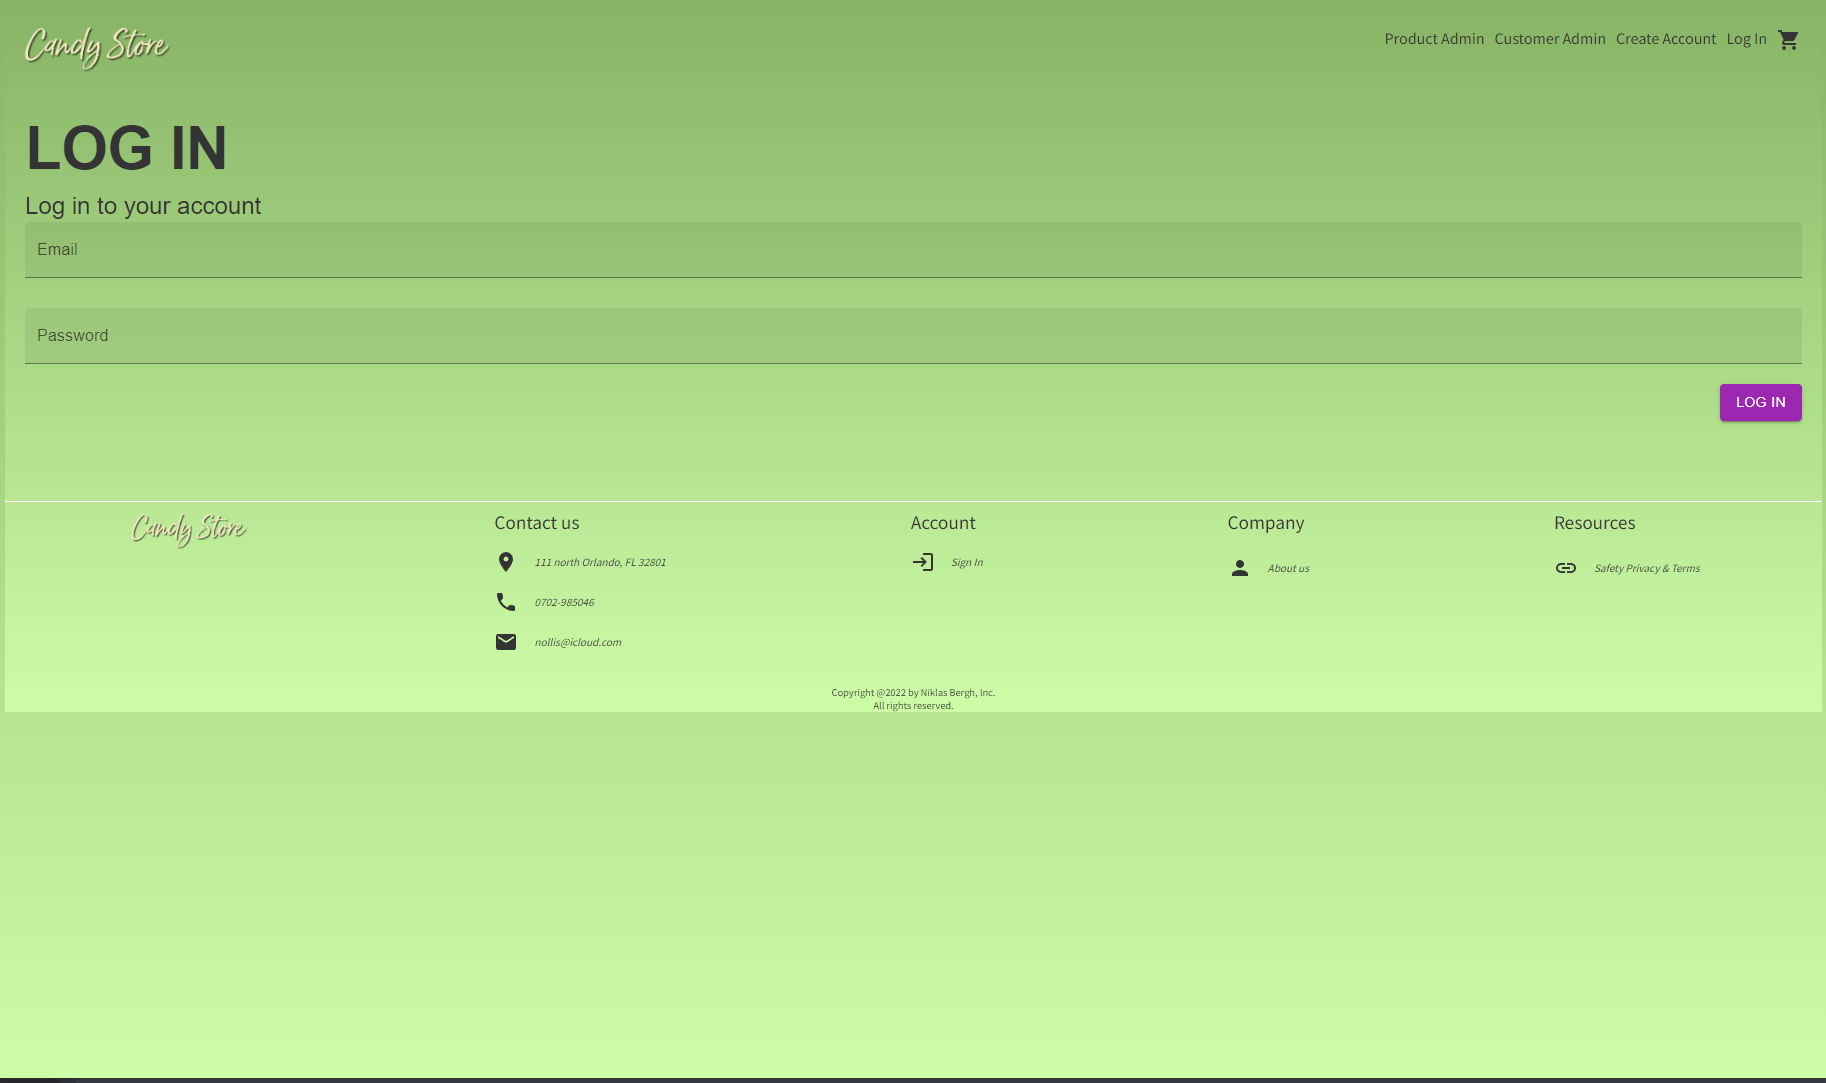 Candy Store
Product Admin Customer Admin Create Account Log In
LOG IN
Log in to your account
Email
Password
LOG IN
Candy Store
Contact us
111 north Orlando, FL 32801
0702-985046
nollis@icloud.com
Account
Sign In
Company
About us
Resources
Safety Privacy & Terms
Copyright @2022 by Niklas Bergh, Inc.
All rights reserved.